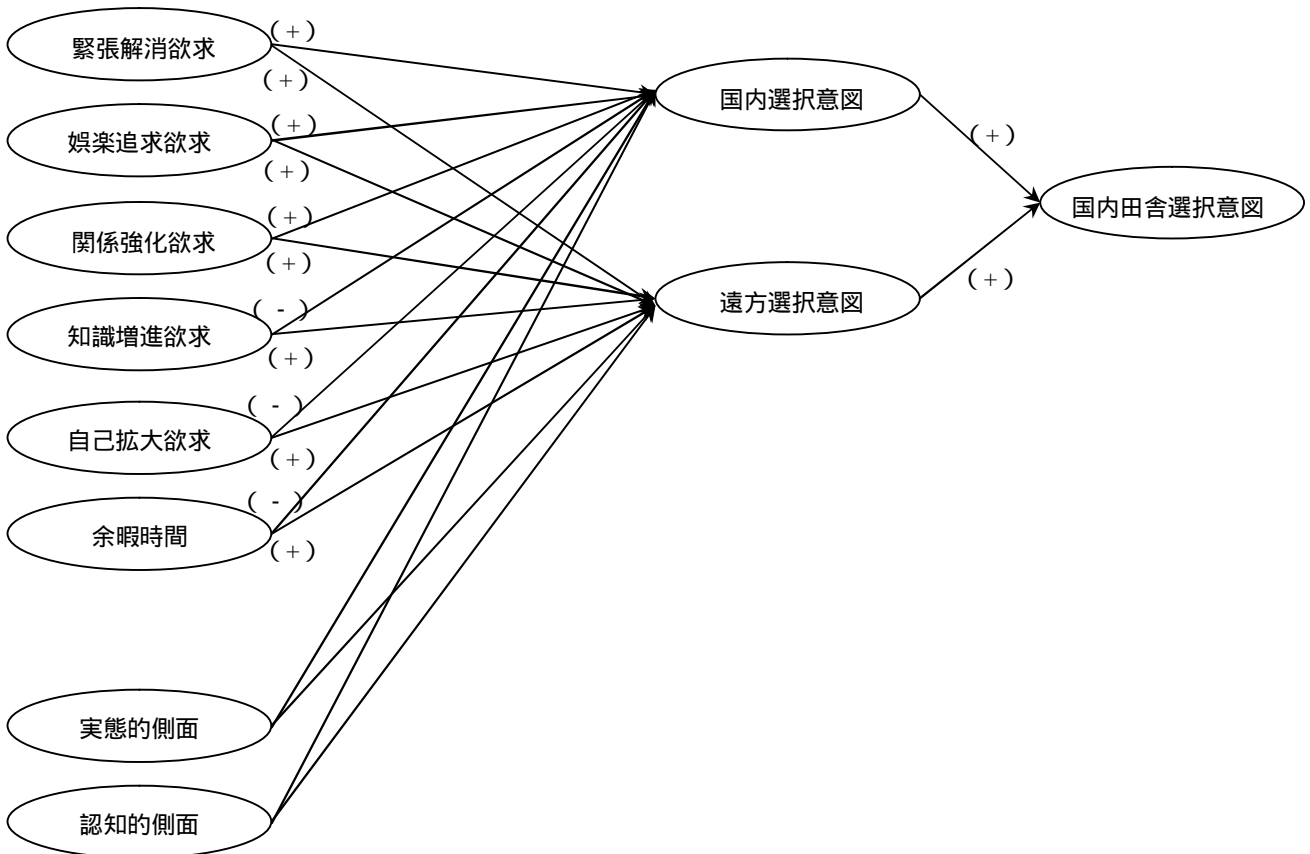 緊張解消欲求
(+)
(+)
娯楽追求欲求
(+)
(+)
関係強化欲求
(+)
(+)
知識増進欲求
(-)
(+)
自己拡大欲求
(-)
(+)
余暇時間
(-)
(+)
実態的側面
認知的側面
国内選択意図
(+)
遠方選択意図
(+)
国内田舎選択意図